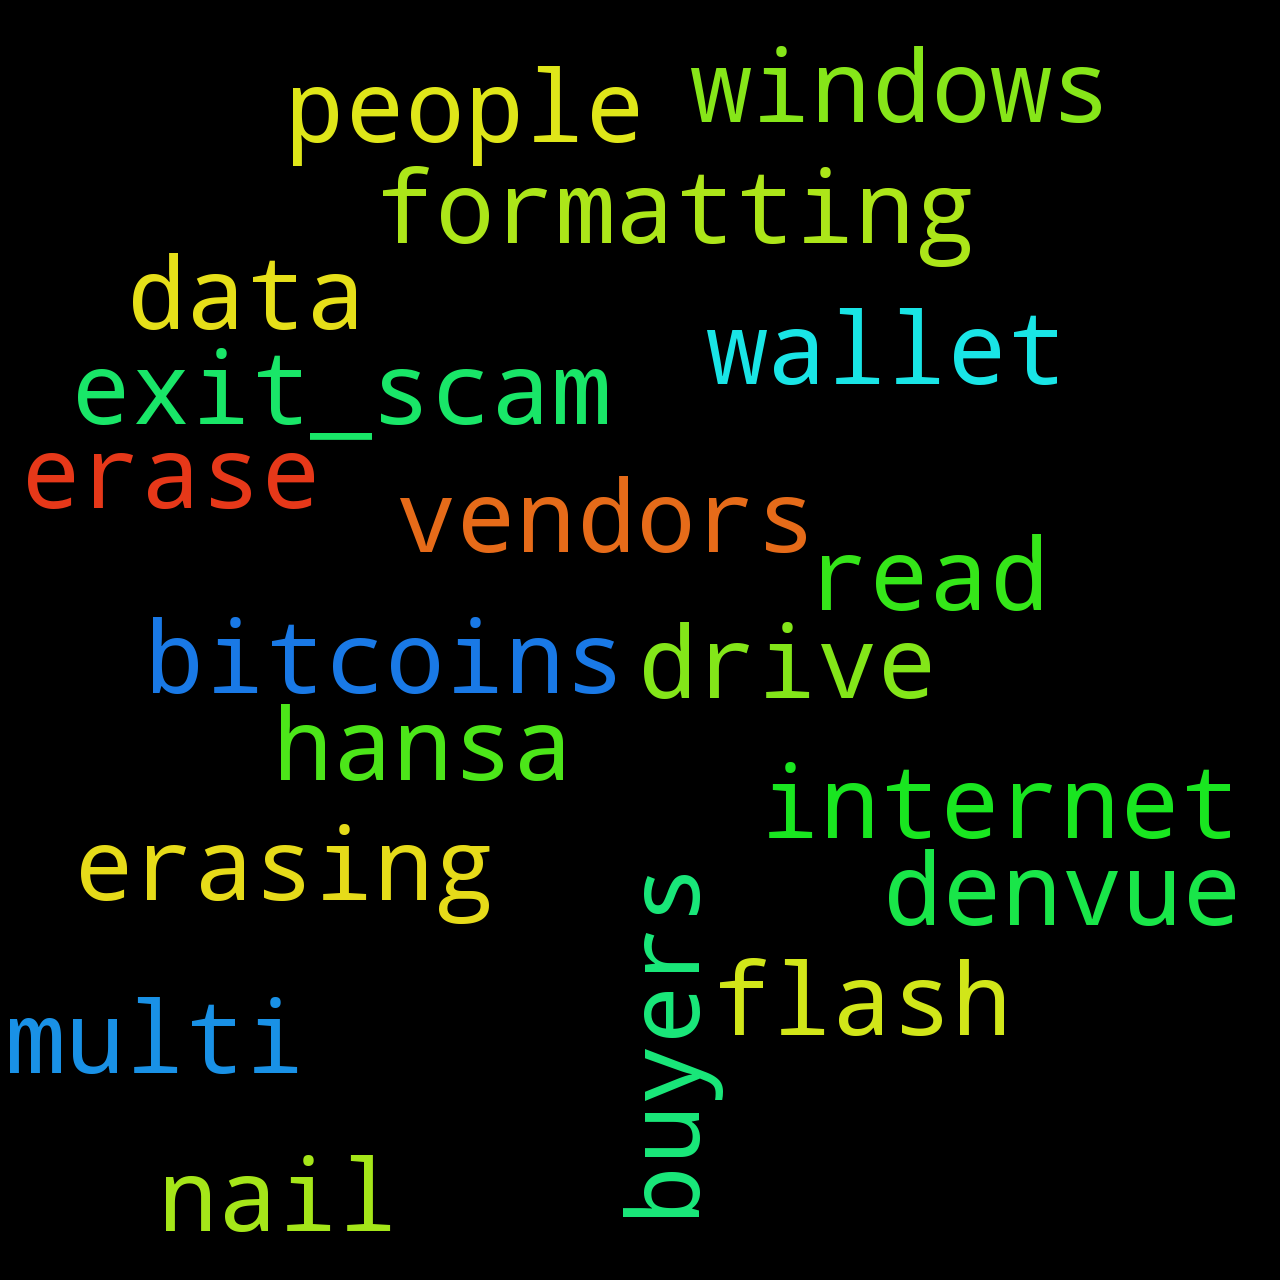 people windows
formatting
data
wallet
exit_scam
erase
vendors
read
bitcoins drive
hansa
internet
erasing
denvue
buyers
flash
multi
nail